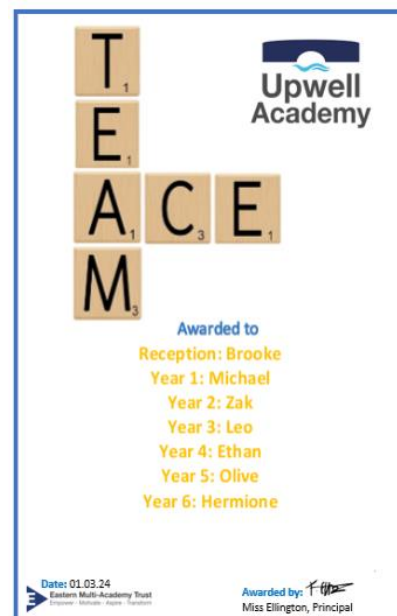 T1
E1
A1 C3 E1
M3
Upwell
Academy
Awarded to
Reception: Brooke
Year 1: Michael
Year 2: Zak
Year 3: Leo
Year 4: Ethan
Year 5: Olive
Year 6: Hermione
Date: 01.03.24
Eastern Multi-Academy Trust
Empower - Motivate - Aspire - Transform
Awarded by:
Miss Ellington, Principal